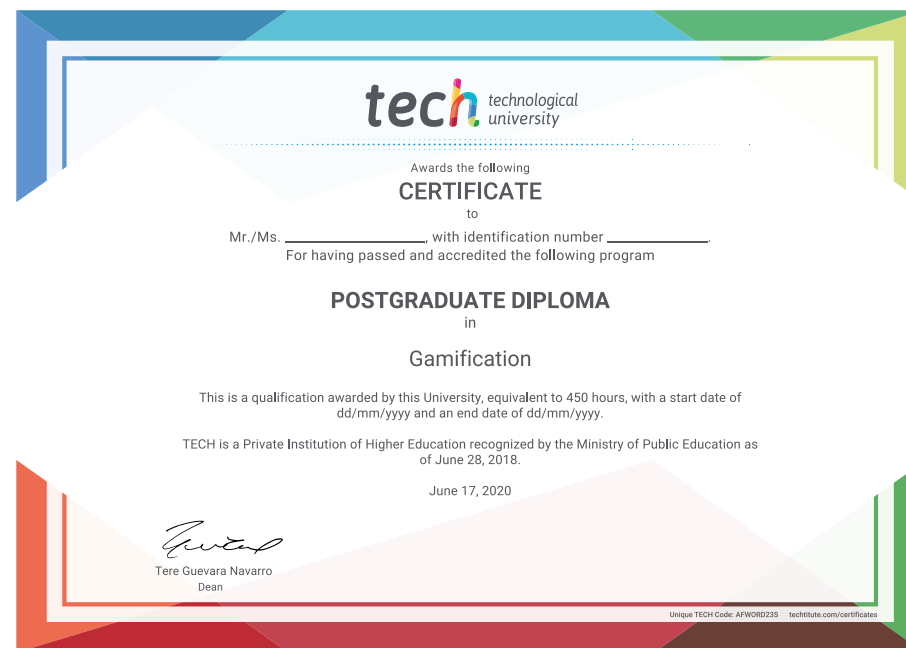 tech technological
university
Awards the following
CERTIFICATE
to
Mr./Ms. ____________, with identification number ____________.
For having passed and accredited the following program
POSTGRADUATE DIPLOMA
in
Gamification
This is a qualification awarded by this University, equivalent to 450 hours, with a start date of
dd/mm/yyyy and an end date of dd/mm/yyyy.
TECH is a Private Institution of Higher Education recognized by the Ministry of Public Education as
of June 28, 2018.
June 17, 2020
Tere Guevara Navarro
Dean
Unique TECH Code: AFWORD23S techtitute.com/certificates